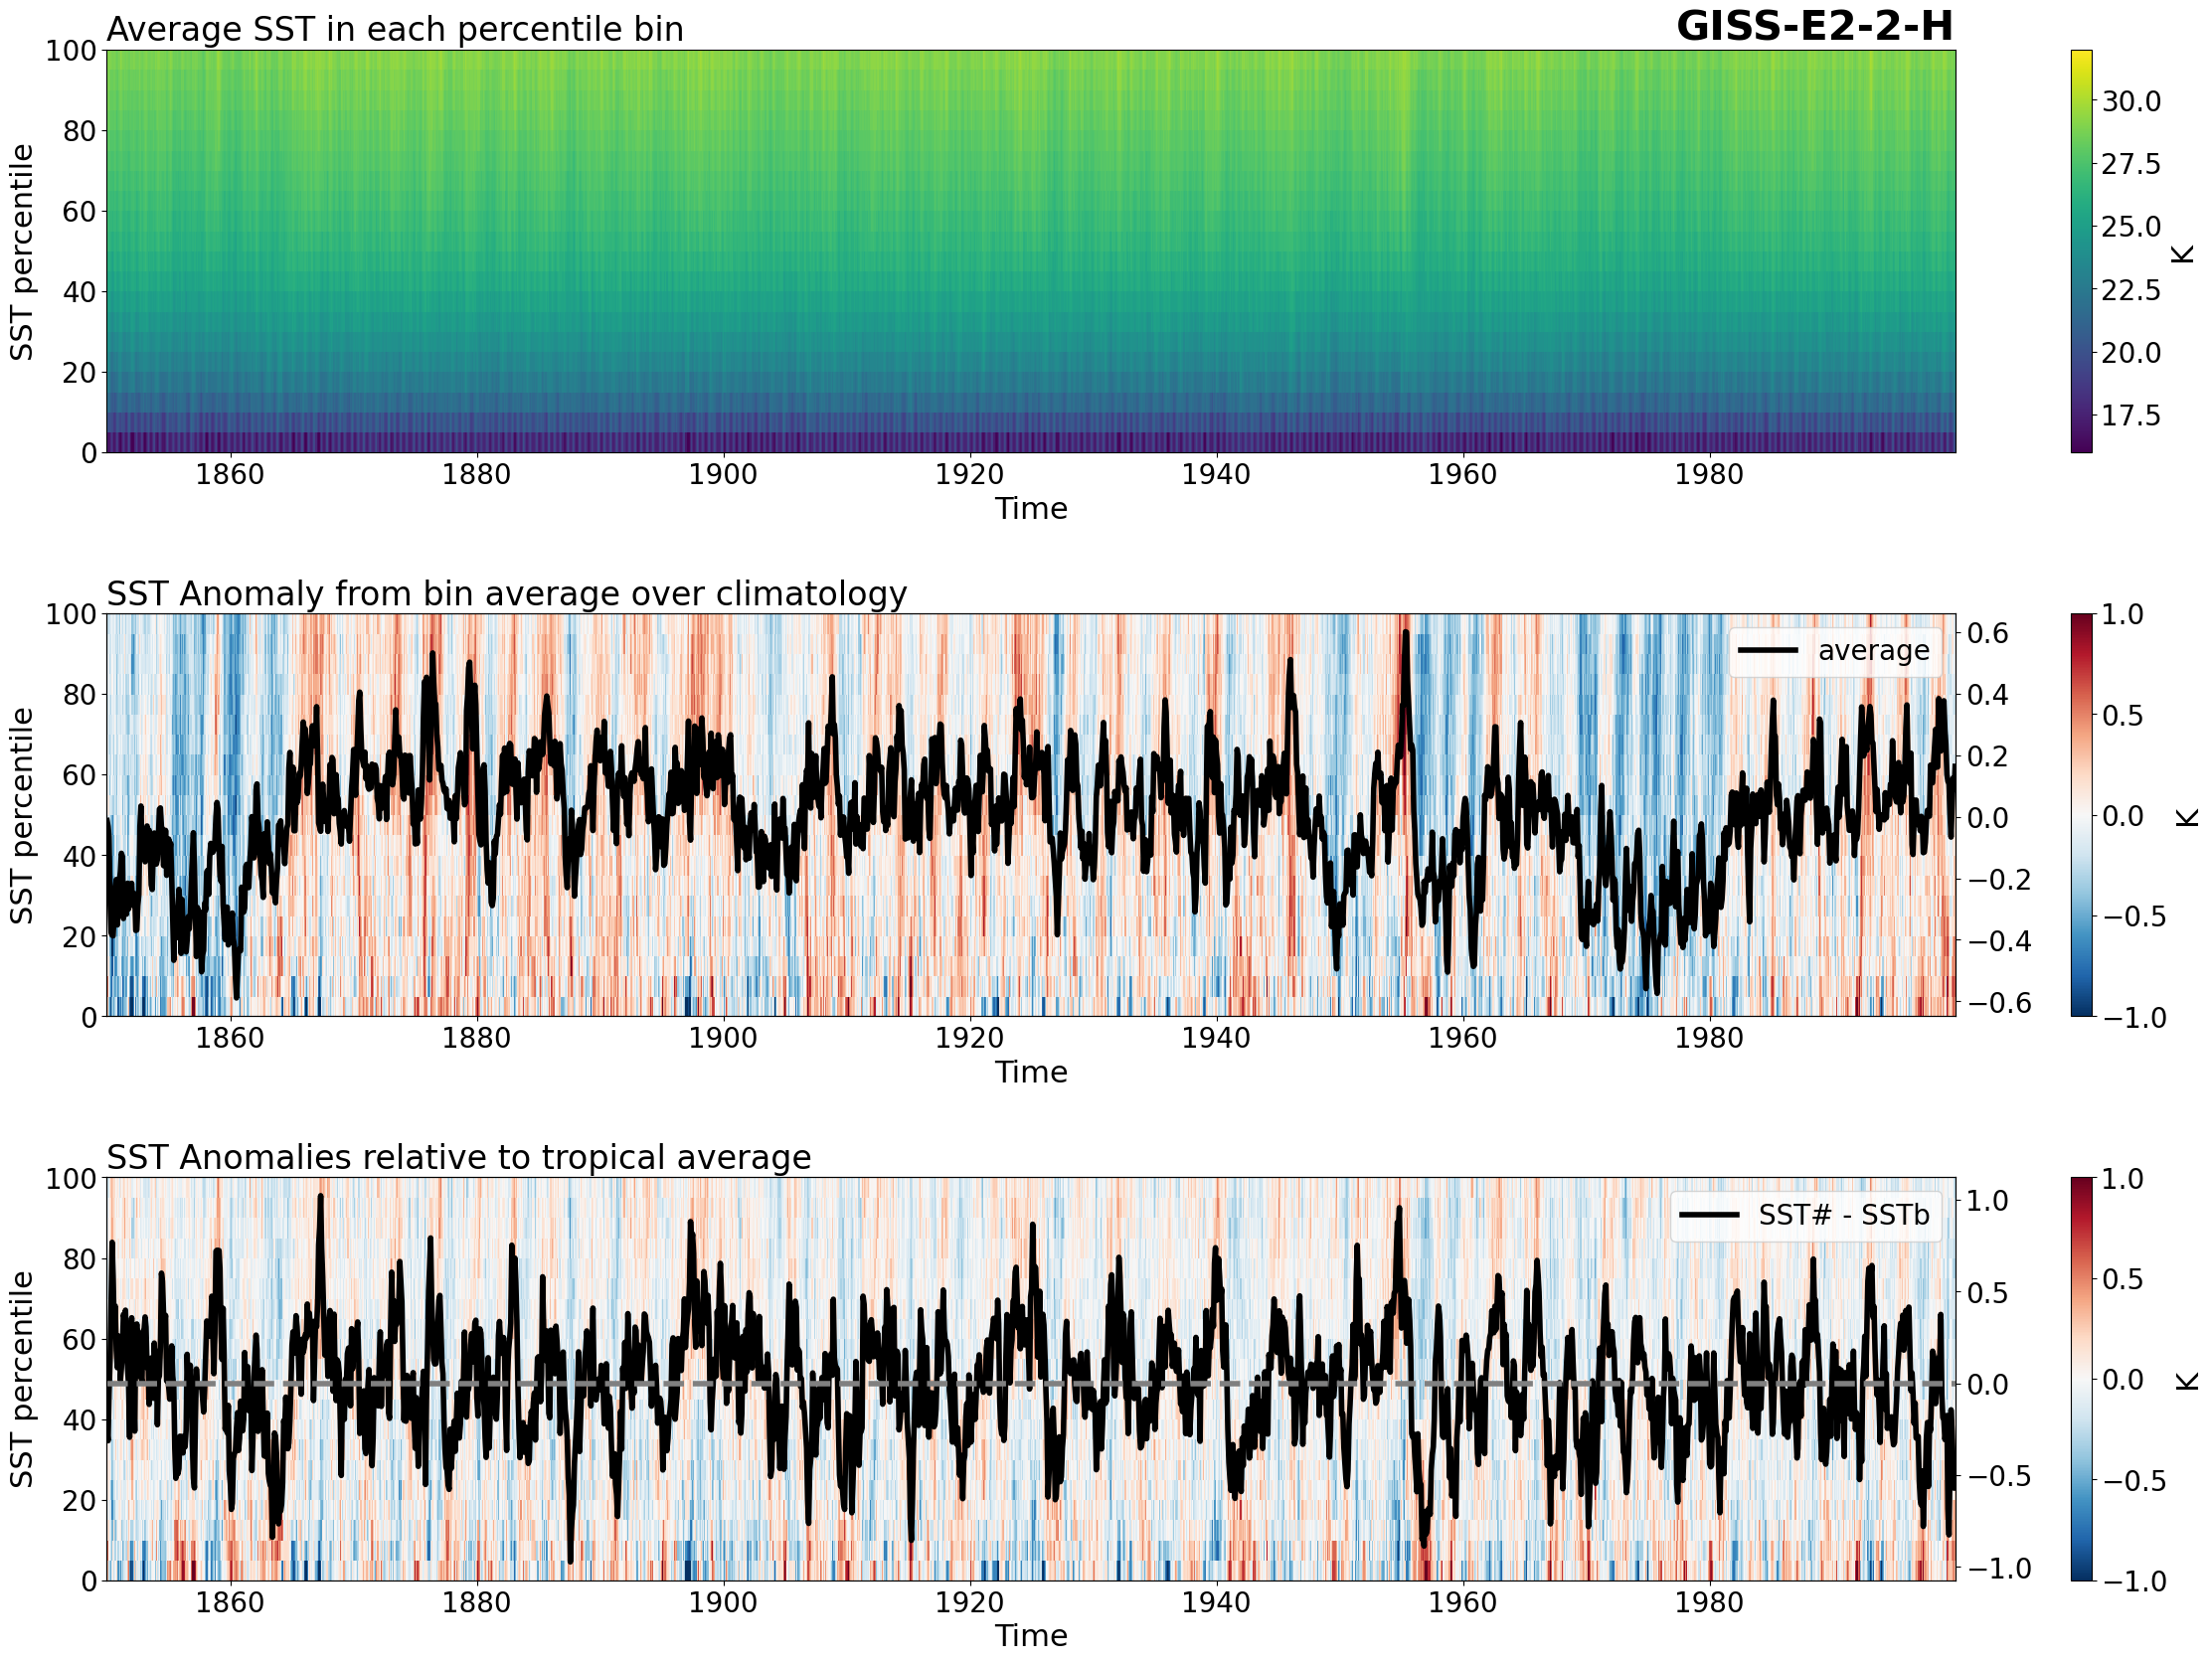 Average SST in each percentile bin
GISS-E2-2-H
100
80
60
40
20
0
SST percentile
1860 1880 1900 1920 1940 1960 1980
Time
30.0
27.5
25.0
22.5
20.0
17.5
K
SST Anomaly from bin average over climatology
100
80
60
40
20
0
SST percentile
1860 1880 1900 1920 1940 1960 1980
Time
average
0.6
0.4
0.2
0.0
−0.2
−0.4
−0.6
1.0
0.5
0.0
−0.5
−1.0
K
SST Anomalies relative to tropical average
100
80
60
40
20
0
SST percentile
1860 1880 1900 1920 1940 1960 1980
Time
SST# - SSTb
1.0
0.5
0.0
−0.5
−1.0
1.0
0.5
0.0
−0.5
−1.0
K